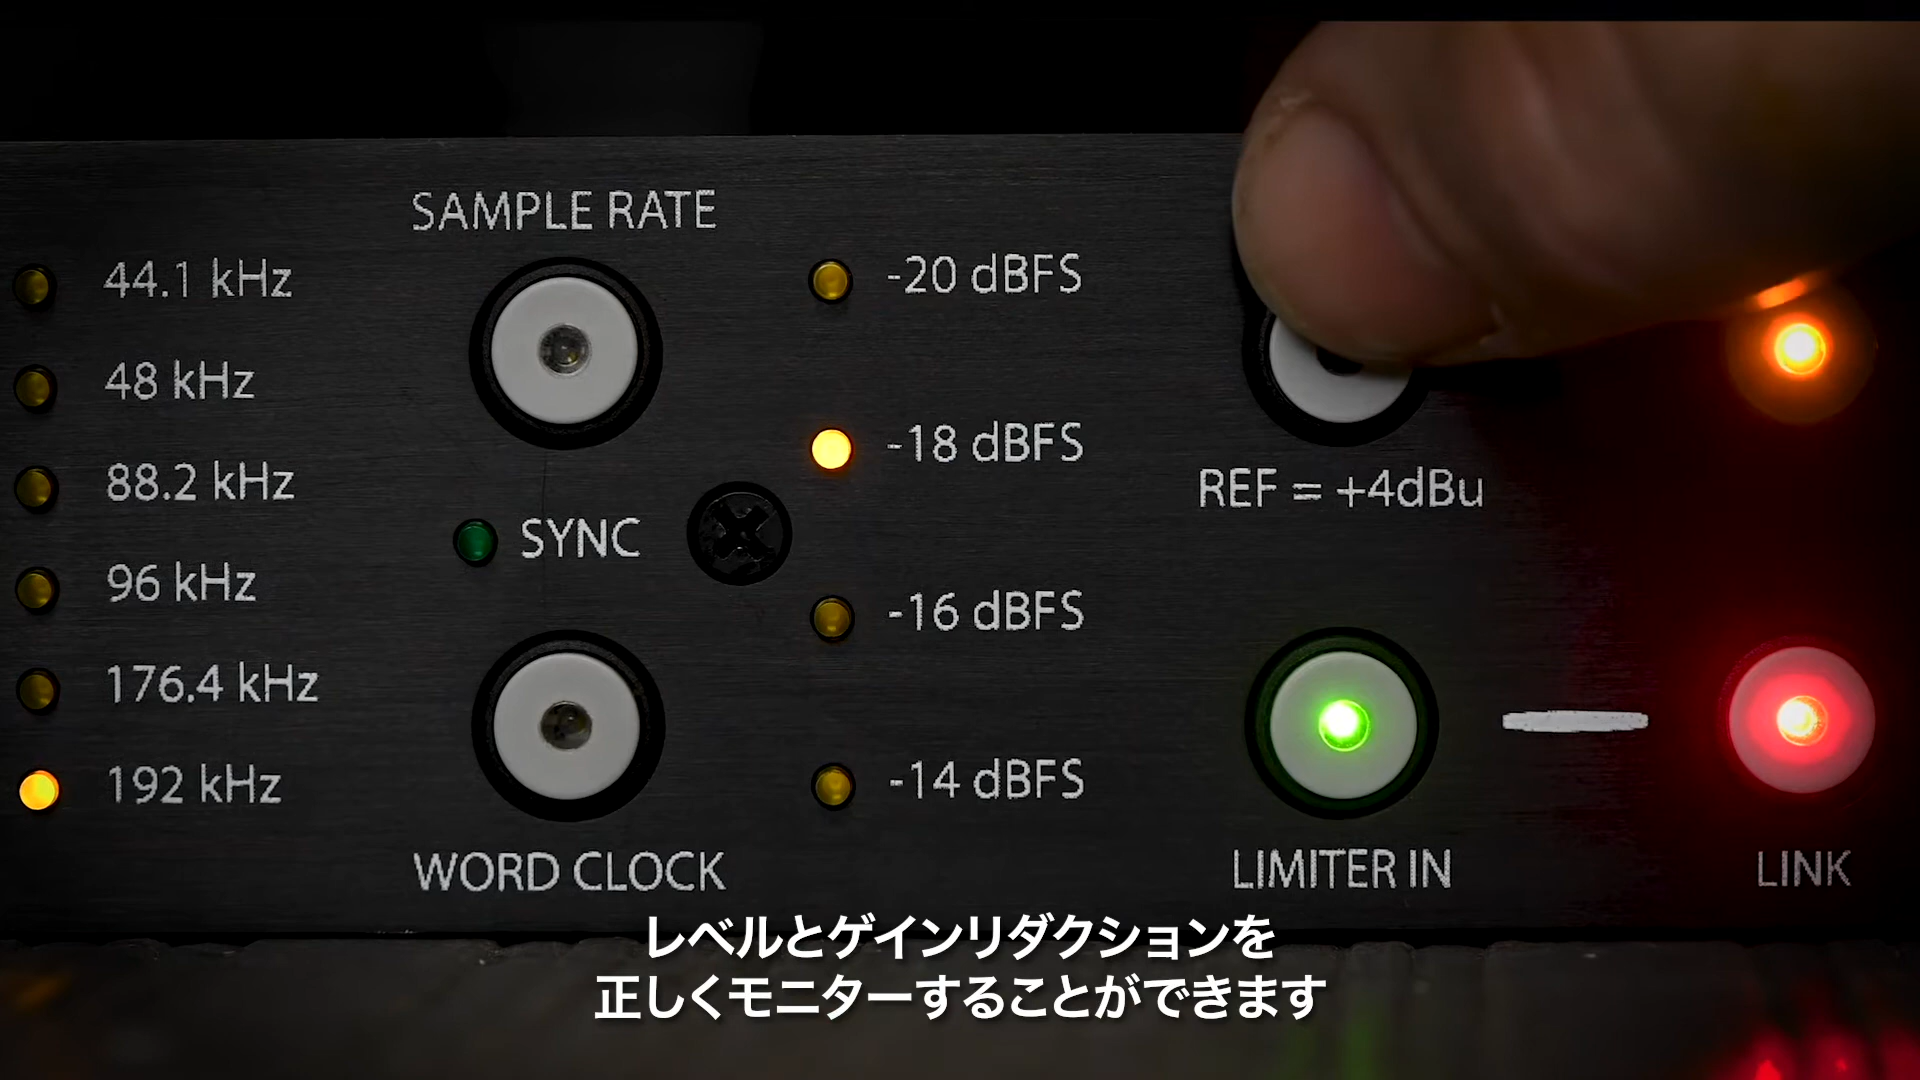 SAMPLE RATE
44.1 kHz
48 kHz
88.2 kHz
96 kHz
176.4 kHz
192 kHz
SYNC
WORD CLOCK
-20 dBFS
-18 dBFS
-16 dBFS
-14 dBFS
REF = +4dBu
LIMITER IN
LINK
レベルとゲインリダクションを
正しくモニターすることができます